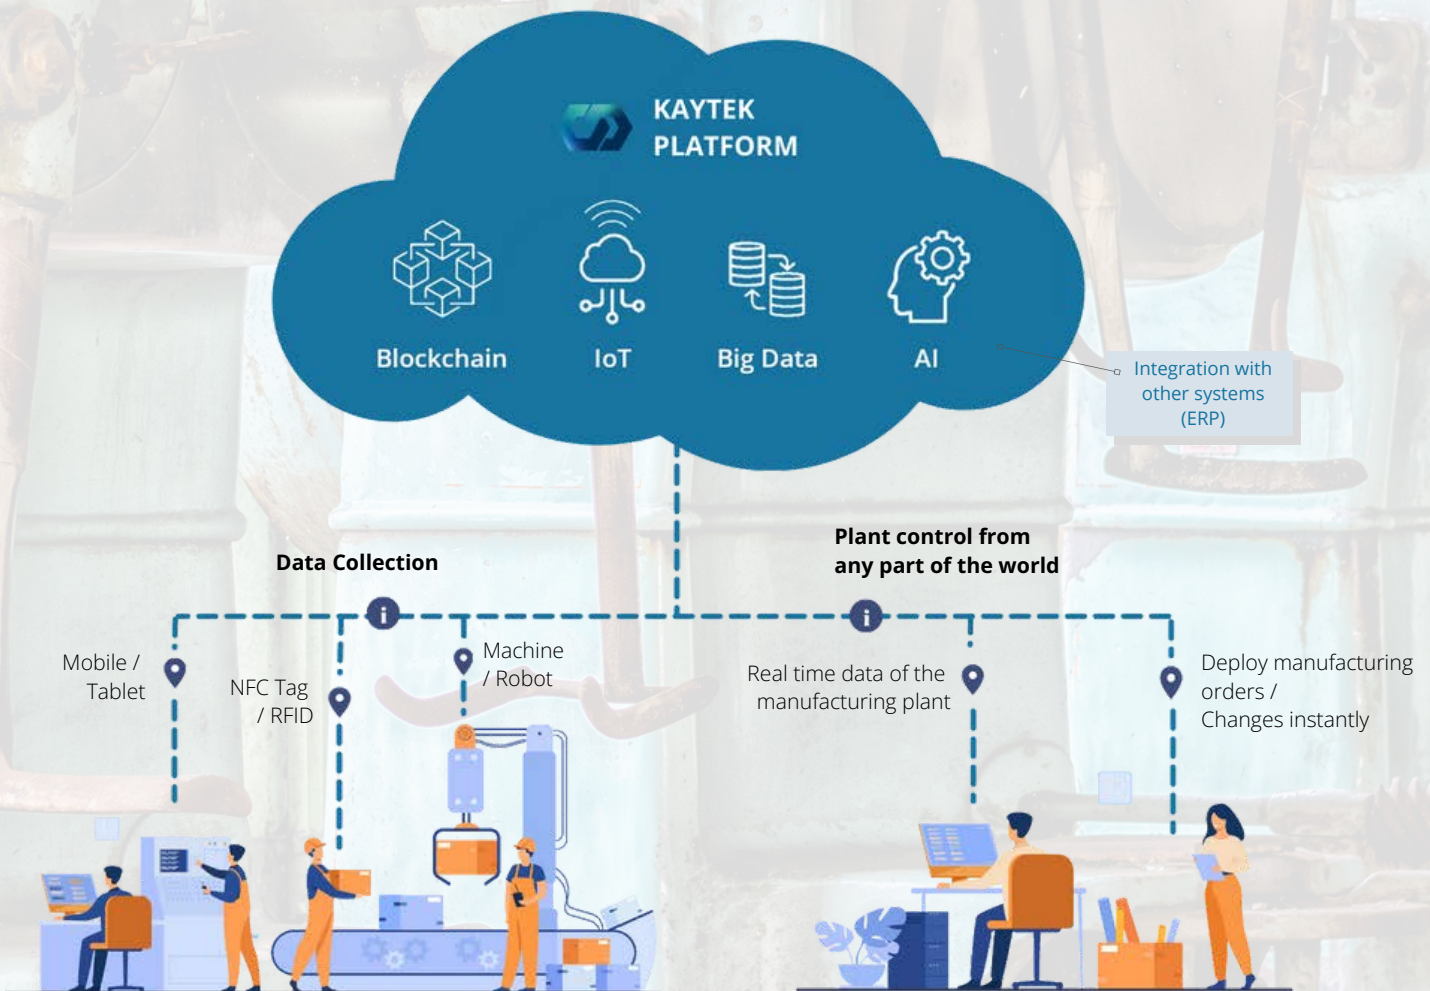 KAYTEK
PLATFORM
Blockchain
IoT
Big Data
AI
Integration with
other systems
(ERP)
Data Collection
Plant control from
any part of the world
i
i
Mobile /
Tablet
NFC Tag
/ RFID
Machine
/ Robot
Real time data of the
manufacturing plant
Deploy manufacturing
orders /
Changes instantly